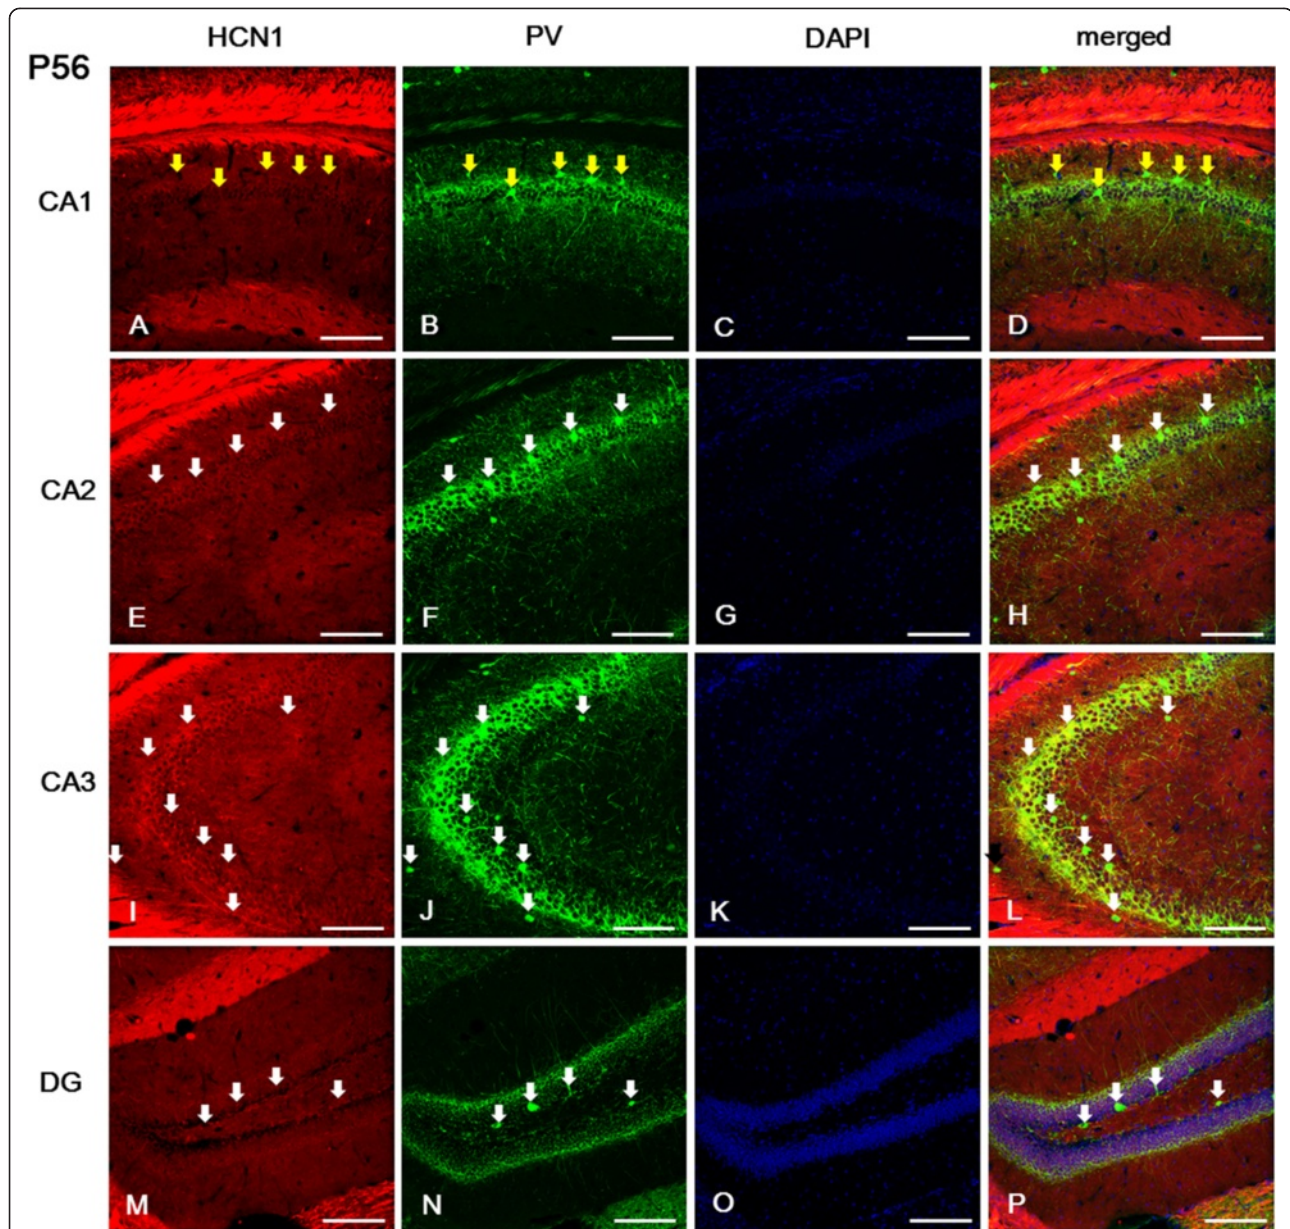 HCN1 PV DAPI merged
P56
CA1
A B C D
CA2
E F G H
CA3
I J K L
DG
M N O P